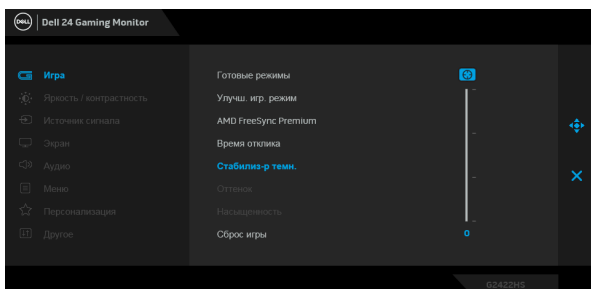 DELL Dell 24 Gaming Monitor
Игра
Яркость / контрастность
Источник сигнала
Экран
Аудио
Меню
Персонализация
Другое
Готовые режимы
Улучш. игр. режим
AMD FreeSync Premium
Время отклика
Стабилиз-р темн.
Оттенок
Насыщенность
Сброс игры
0
G2422HS